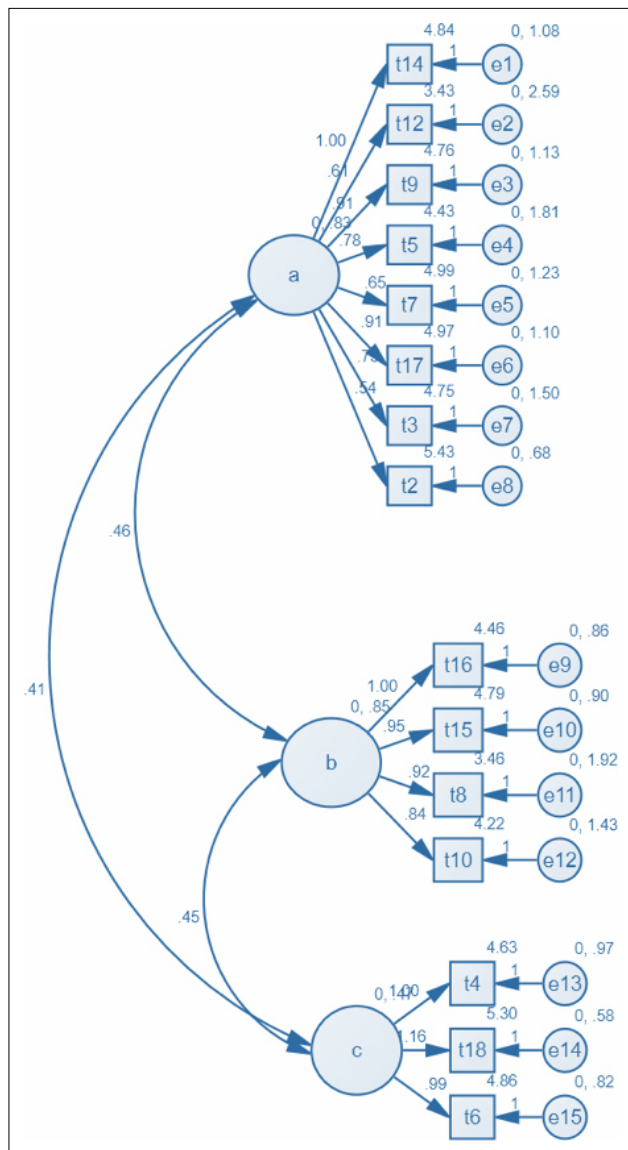 4.84 0, 1.08
t14 1 e1
3.43 0, 2.59
t12 1 e2
1.00 4.76 0, 1.13
.61 t9 1 e3
.91 4.43 0, 1.81
0, .83 t5 1 e4
.78 4.99 0, 1.23
a .65 t7 1 e5
.91 4.97 0, 1.10
t17 1 e6
4.75 0, 1.50
.54 t3 1 e7
5.43 0, .68
t2 1 e8
.46
4.46 0, .86
t16 1 e9
.41 1.00 4.79 0, .90
0, .85 .95 t15 1 e10
b 3.46 0, 1.92
.92 t8 1 e11
.84 4.22 0, 1.43
t10 1 e12
.45
4.63 0, .97
0, .47 1.00 t4 1 e13
5.30 0, .58
c 1.16 t18 1 e14
.99 4.86 0, .82
t6 1 e15